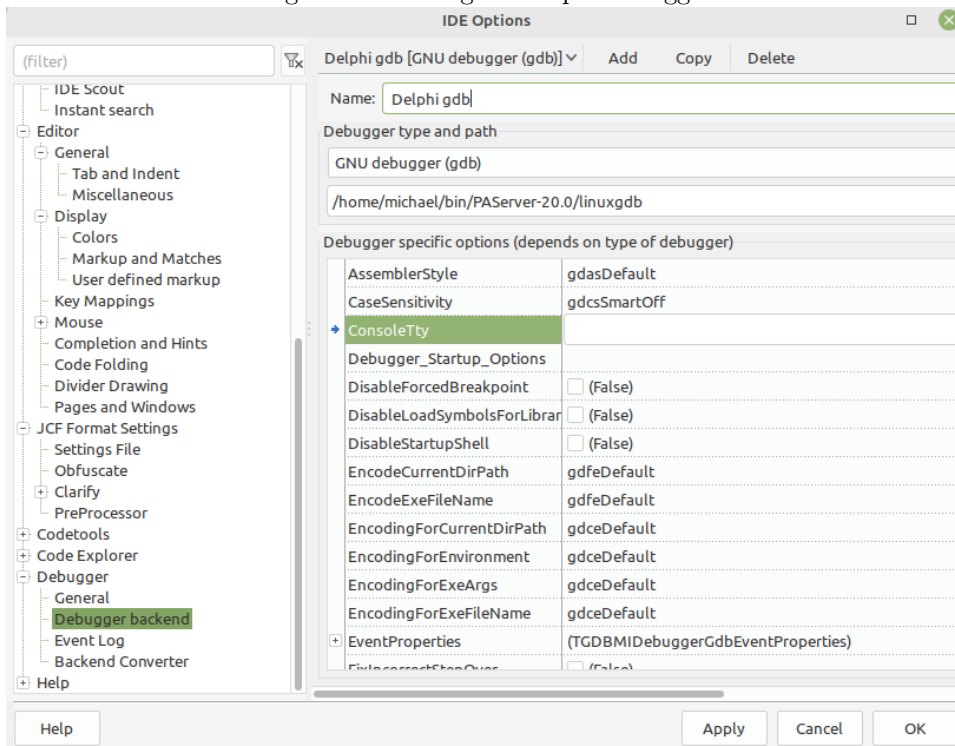 IDE Options
(filter)
IDE Scout
Instant search
Editor
General
Tab and Indent
Miscellaneous
Display
Colors
Markup and Matches
User defined markup
Key Mappings
Mouse
Completion and Hints
Code Folding
Divider Drawing
Pages and Windows
JCF Format Settings
Settings File
Obfuscate
Clarify
PreProcessor
Codetools
Code Explorer
Debugger
General
Debugger backend
Event Log
Backend Converter
Help
Delphi gdb [GNU debugger (gdb)] Add Copy Delete
Name: Delphi gdb
Debugger type and path
GNU debugger (gdb)
/home/michael/bin/PAServer-20.0/linuxgdb
Debugger specific options (depends on type of debugger)
AssemblerStyle gdasDefault
CaseSensitivity gdcsSmartOff
ConsoleTty
Debugger_Startup_Options
DisableForcedBreakpoint (False)
DisableLoadSymbolsForLibrar (False)
DisableStartupShell (False)
EncodeCurrentDirPath gdfeDefault
EncodeExeFileName gdfeDefault
EncodingForCurrentDirPath gdceDefault
EncodingForEnvironment gdceDefault
EncodingForExeArgs gdceDefault
EncodingForExeFileName gdceDefault
EventProperties (TGDBMIDebuggerGdbEventProperties)
FixIncorrectStepOver (False)
Help Apply Cancel OK